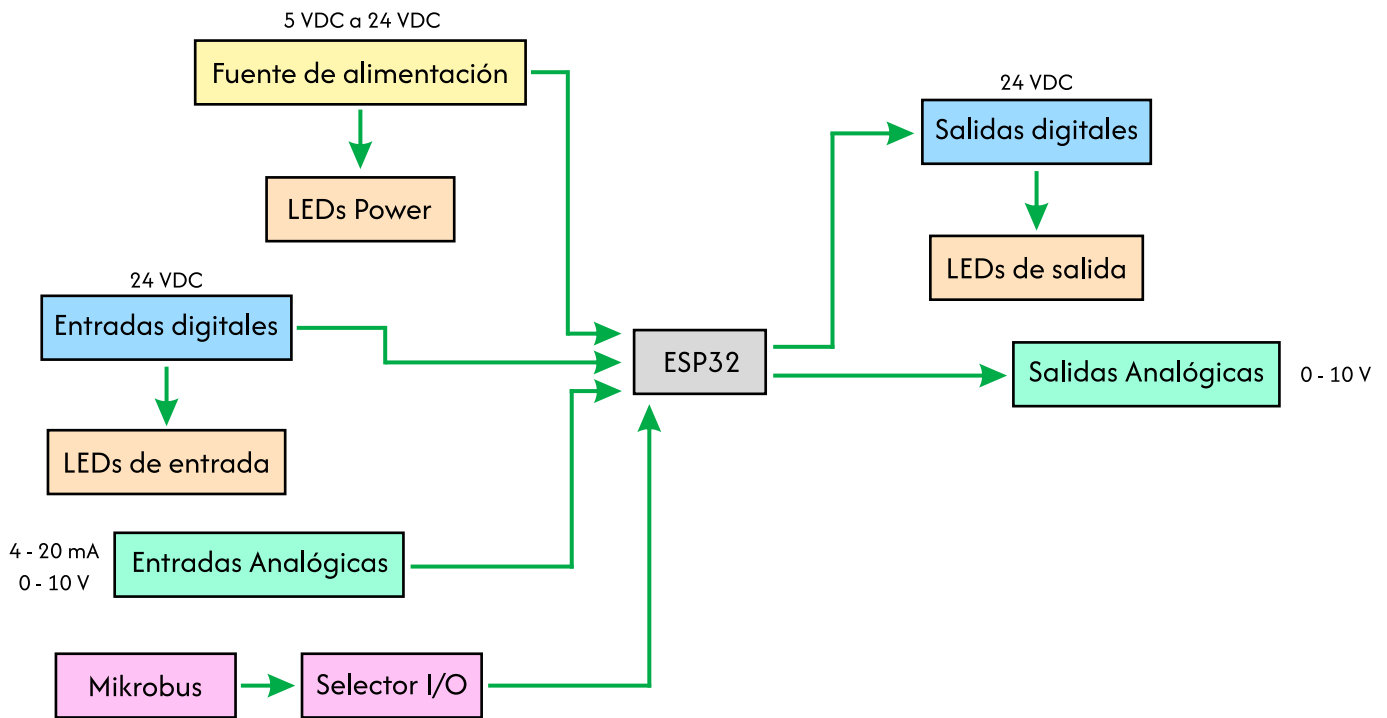 5 VDC a 24 VDC
Fuente de alimentación
LEDs Power
24 VDC
Salidas digitales
LEDs de salida
24 VDC
Entradas digitales
LEDs de entrada
ESP32
Salidas Analógicas
0 - 10 V
4 - 20 mA
0 - 10 V
Entradas Analógicas
Mikrobus
Selector I/O